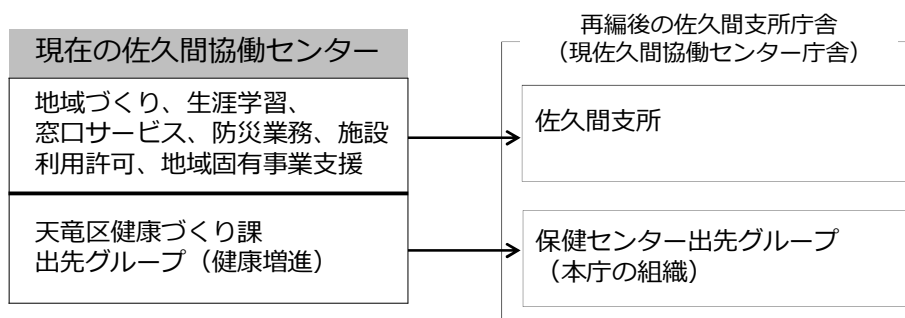 現在の佐久間協働センター
地域づくり、生涯学習、
窓口サービス、防災業務、施設
利用許可、地域固有事業支援
天竜区健康づくり課
出先グループ（健康増進）
再編後の佐久間支所庁舎
（現佐久間協働センター庁舎）
佐久間支所
保健センター出先グループ
（本庁の組織）